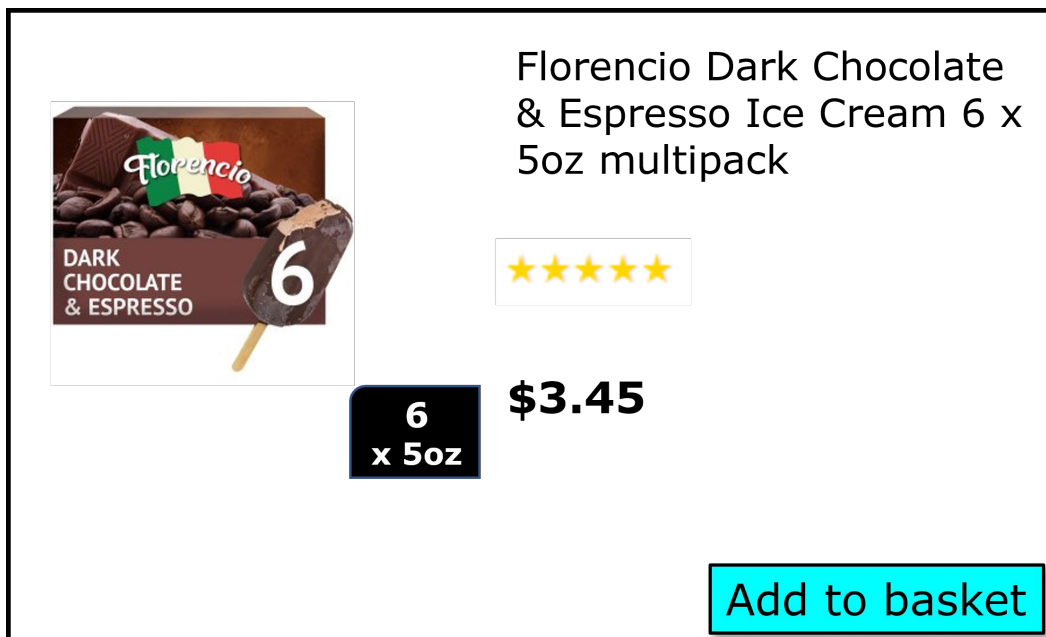 Florencio Dark Chocolate
& Espresso Ice Cream 6 x
5oz multipack
Florencio
DARK
CHOCOLATE
& ESPRESSO
6
6
x 5oz
$3.45
Add to basket